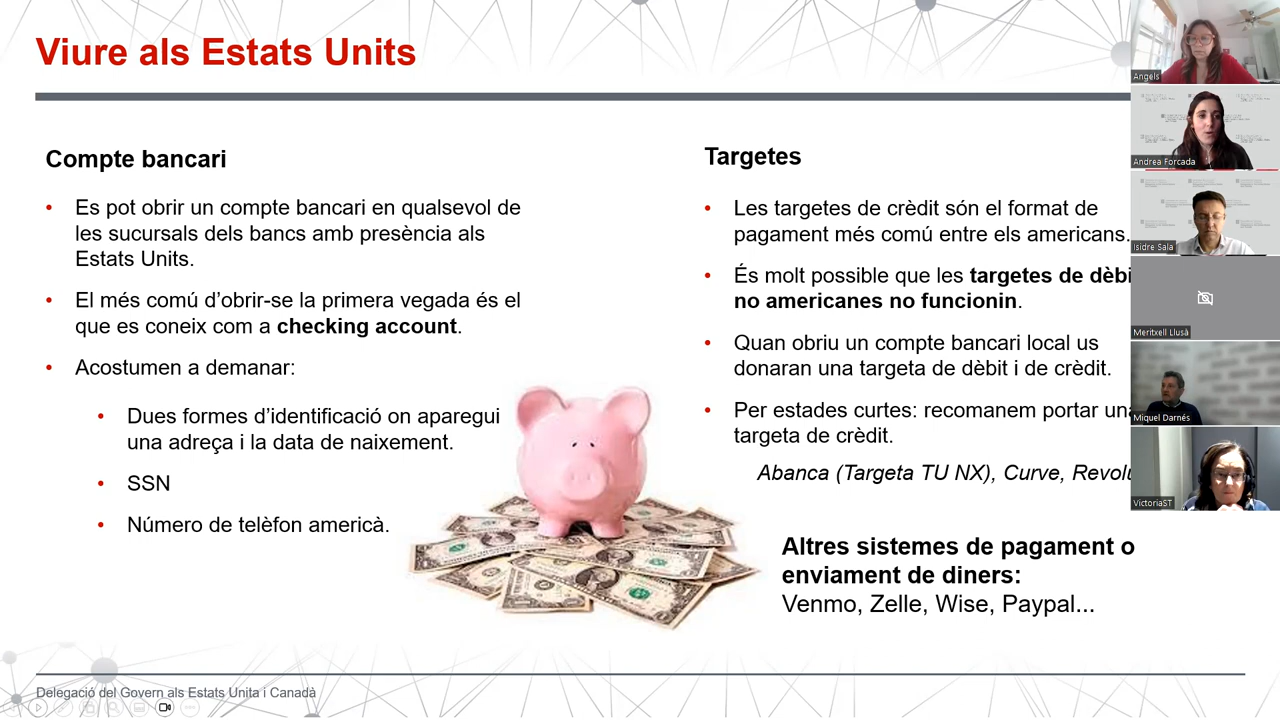 Viure als Estats Units
Compte bancari
Es pot obrir un compte bancari en qualsevol de
les sucursals dels bancs amb presència als
Estats Units.
El més comú d’obrir-se la primera vegada és el
que es coneix com a checking account.
Acostumen a demanar:
Dues formes d’identificació on aparegui
una adreça i la data de naixement.
SSN
Número de telèfon americà.
Targetes
Les targetes de crèdit són el format de
pagament més comú entre els americans.
És molt possible que les targetes de dèbi
no americanes no funcionin.
Quan obriu un compte bancari local us
donaran una targeta de dèbit i de crèdit.
Per estades curtes: recomanem portar una
targeta de crèdit.
Abanca (Targeta TU NX), Curve, Revolu
Altres sistemes de pagament o
enviament de diners:
Venmo, Zelle, Wise, Paypal...
Delegació del Govern als Estats Units i Canadà
Angels
Andrea Forcada
Isidre Sala
Meritxell Llusà
Miquel Darnés
VictoriaST